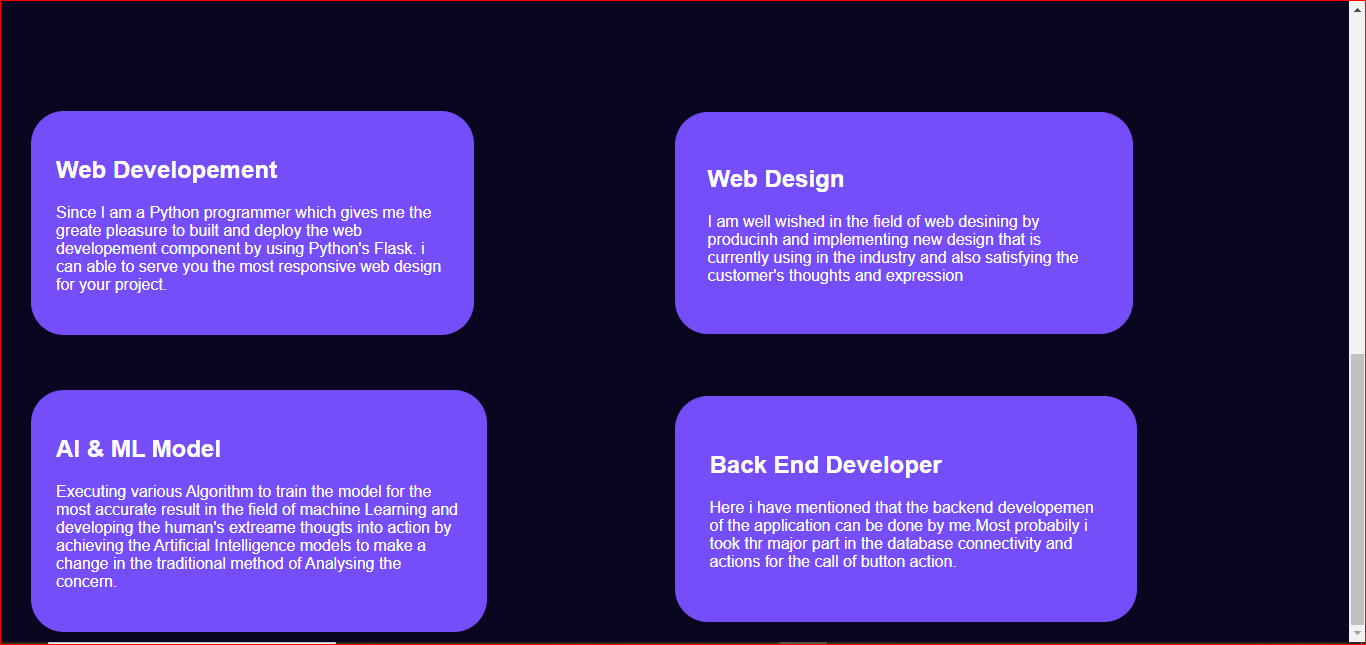 Web Developement
Since I am a Python programmer which gives me the
greate pleasure to built and deploy the web
developement component by using Python's Flask. i
can able to serve you the most responsive web design
for your project.
Web Design
I am well wished in the field of web desining by
producinh and implementing new design that is
currently using in the industry and also satisfying the
customer's thoughts and expression
AI & ML Model
Executing various Algorithm to train the model for the
most accurate result in the field of machine Learning and
developing the human's extreame thougts into action by
achieving the Artificial Intelligence models to make a
change in the traditional method of Analysing the
concern.
Back End Developer
Here i have mentioned that the backend developemen
of the application can be done by me.Most probabily i
took thr major part in the database connectivity and
actions for the call of button action.